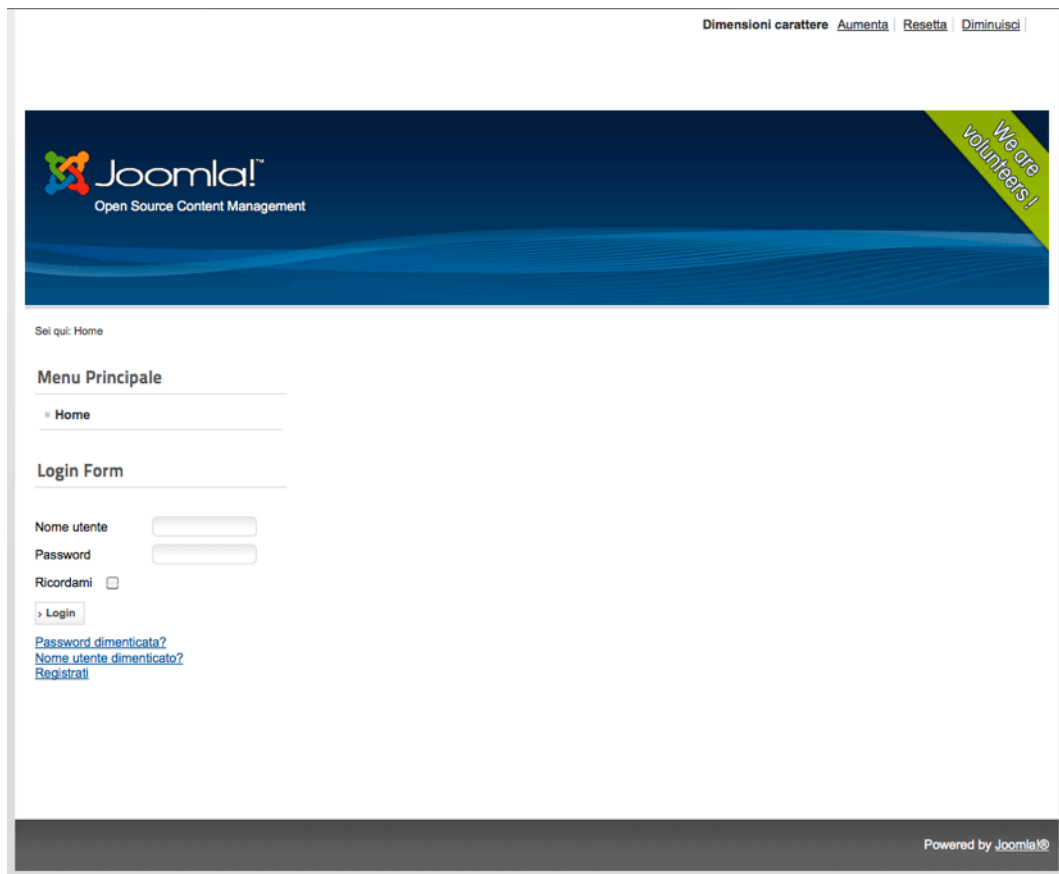 Dimensioni carattere Aumenta Resetta Diminuisci
We are
volunteers!
Joomla!™
Open Source Content Management
Sei qui: Home
Menu Principale
Home
Login Form
Nome utente
Password
Ricordami
› Login
Password dimenticata?
Nome utente dimenticato?
Registrati
Powered by Joomla!®